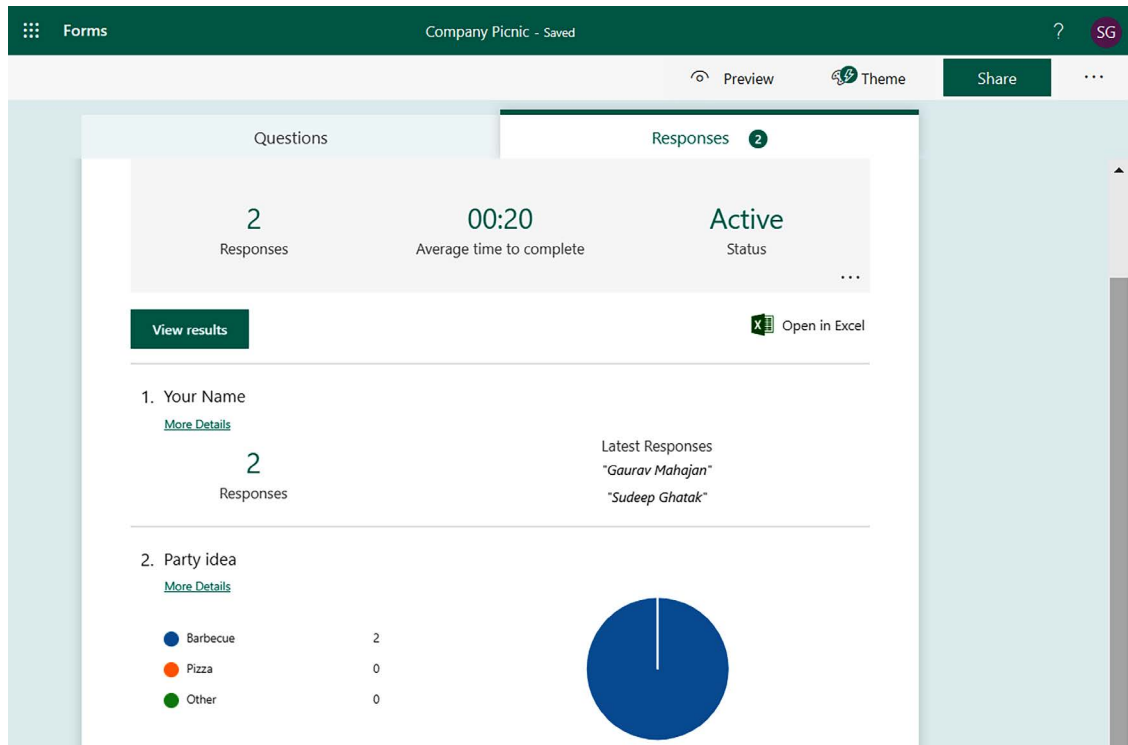 Forms
Company Picnic - Saved
?
SG
Preview
Theme
Share
...
Questions
Responses 2
2
Responses
00:20
Average time to complete
Active
Status
...
View results
Open in Excel
1. Your Name
More Details
2
Responses
Latest Responses
"Gaurav Mahajan"
"Sudeep Ghatak"
2. Party idea
More Details
Barbecue 2
Pizza 0
Other 0